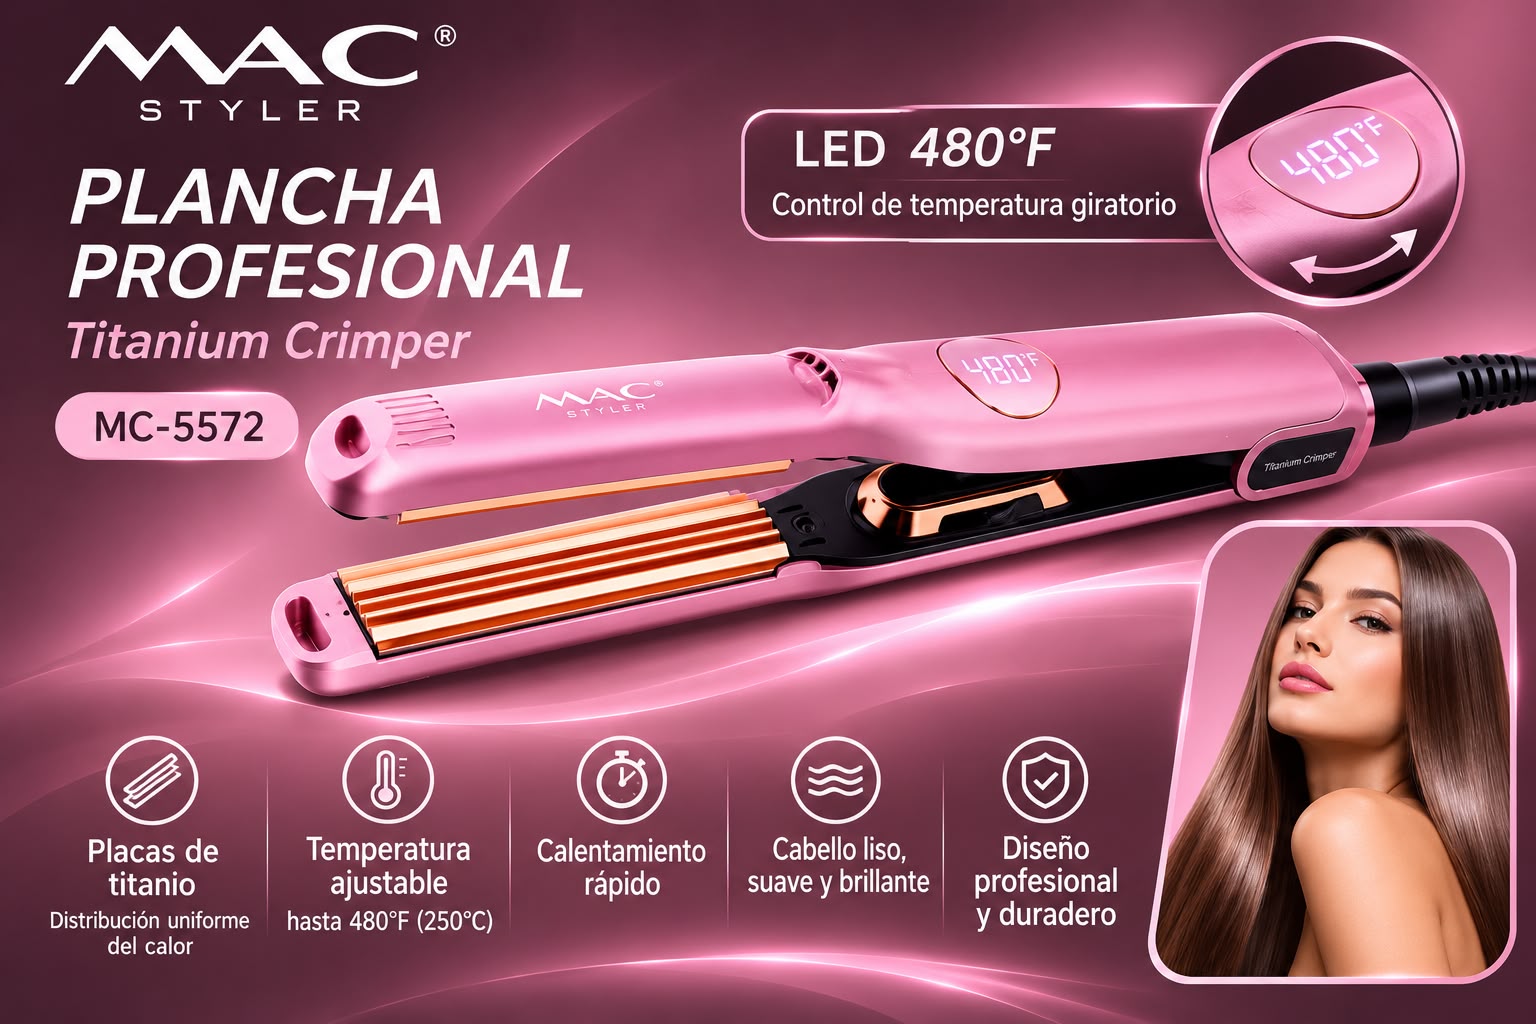 MAC ®
STYLER
PLANCHA
PROFESIONAL
Titanium Crimper
MC-5572
LED 480°F
Control de temperatura giratorio
480°F
MAC®
STYLER
480°F
Titanium Crimper
Placas de
titanio
Distribución uniforme
del calor
Temperatura
ajustable
hasta 480°F (250°C)
Calentamiento
rápido
Cabello liso,
suave y brillante
Diseño
profesional
y duradero